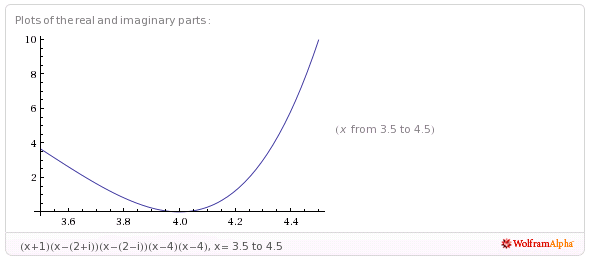 Plots of the real and imaginary parts :
10
8
6
4
2
3.6 3.8 4.0 4.2 4.4
(x from 3.5 to 4.5)
(x+1)(x−(2+i))(x−(2−i))(x−4)(x−4), x= 3.5 to 4.5
WolframAlpha